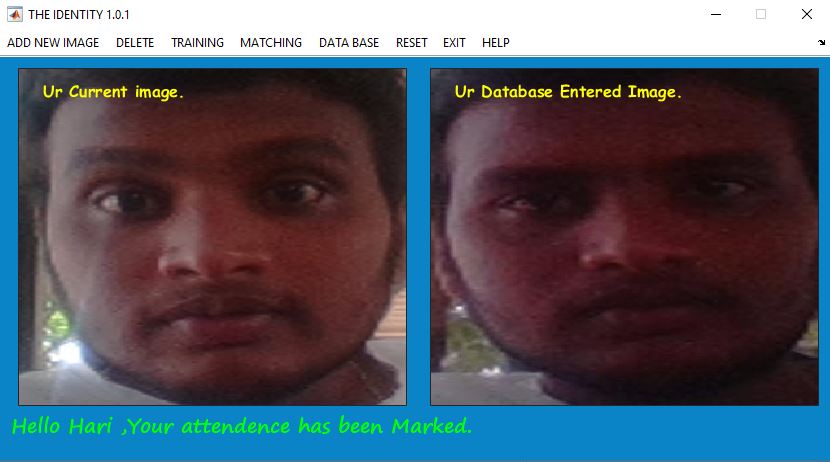 THE IDENTITY 1.0.1
ADD NEW IMAGE DELETE TRAINING MATCHING DATA BASE RESET EXIT HELP
Ur Current image.
Ur Database Entered Image.
Hello Hari ,Your attendence has been Marked.